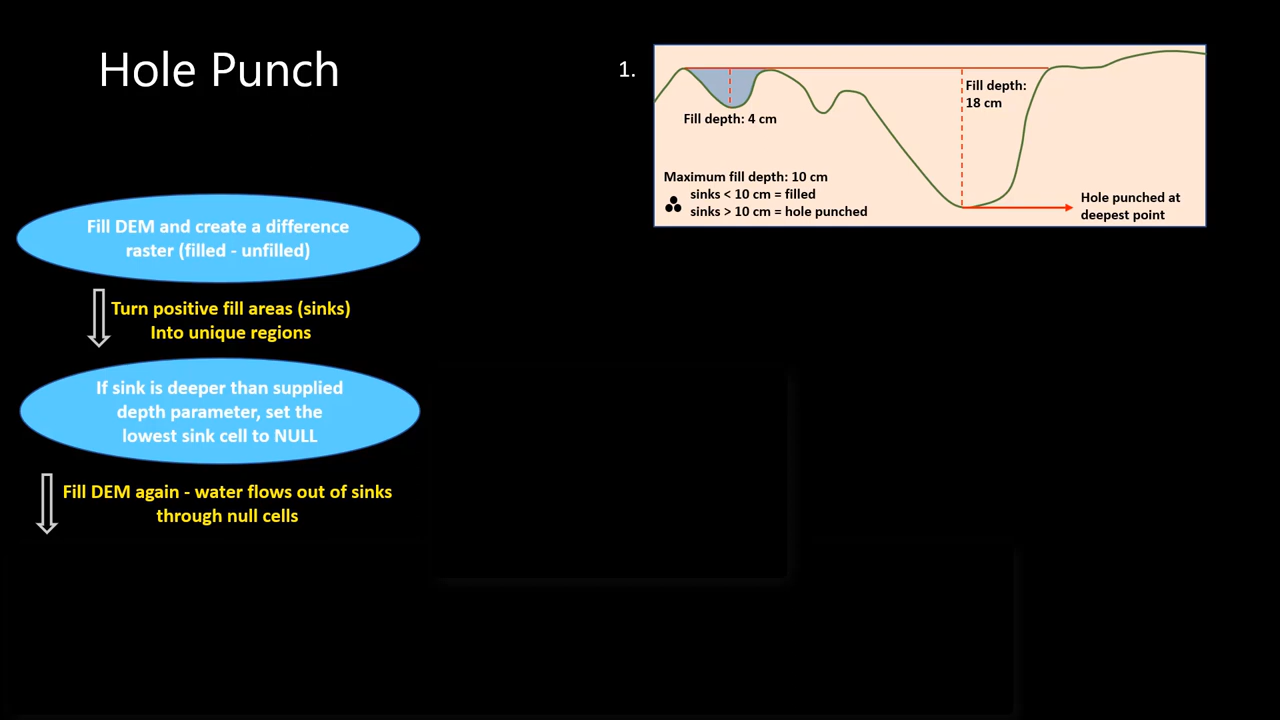 Hole Punch
Fill DEM and create a difference
raster (filled - unfilled)
Turn positive fill areas (sinks)
Into unique regions
If sink is deeper than supplied
depth parameter, set the
lowest sink cell to NULL
Fill DEM again - water flows out of sinks
through null cells
1.
Fill depth: 4 cm
Fill depth:
18 cm
Maximum fill depth: 10 cm
sinks < 10 cm = filled
sinks > 10 cm = hole punched
Hole punched at
deepest point